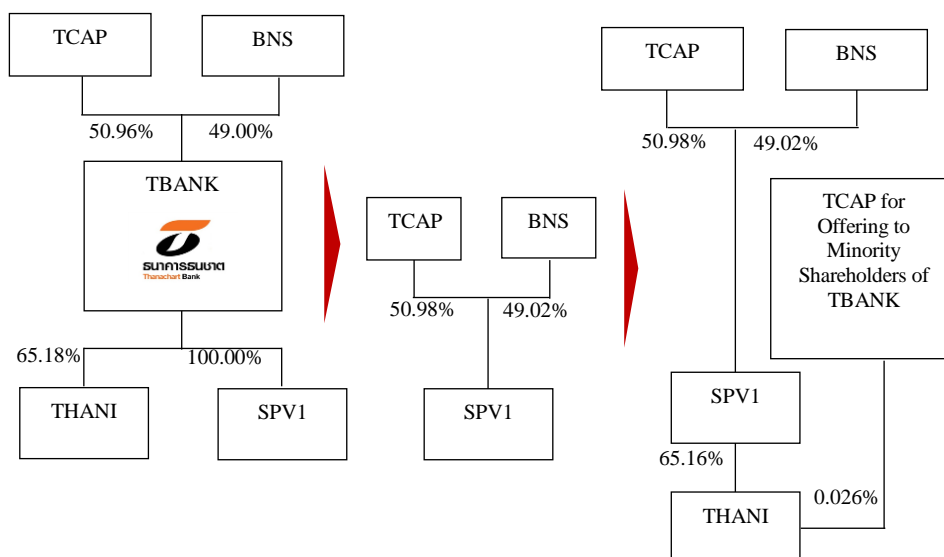 TCAP
BNS
50.96%
49.00%
TBANK
ธนาคารธนชาต
Thanachart Bank
65.18%
100.00%
THANI
SPV1
TCAP
BNS
50.98%
49.02%
SPV1
TCAP
BNS
50.98%
49.02%
TCAP for
Offering to
Minority
Shareholders of
TBANK
SPV1
65.16%
0.026%
THANI